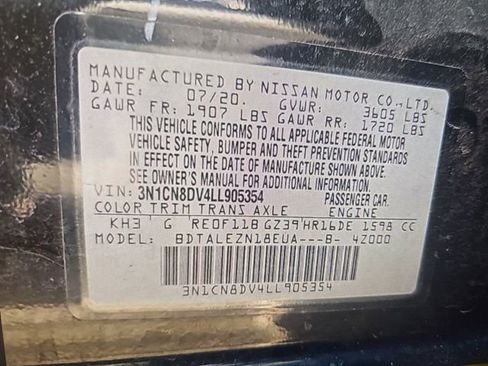 MANUFACTURED BY NISSAN MOTOR CO., LTD.
DATE: 07/20. GVWR: 3605 LBS
GAWR FR: 1907 LBS GAWR RR: 1720 LBS
THIS VEHICLE CONFORMS TO ALL APPLICABLE FEDERAL MOTOR
VEHICLE SAFETY, BUMPER AND THEFT PREVENTION STANDARDS
IN EFFECT ON THE DATE OF MANUFACTURE SHOWN ABOVE.
SEE OWNER'S MANUAL FOR ADDITIONAL INFORMATION.
VIN: 3N1CN8DV4LL905354 PASSENGER CAR.
COLOR TRIM TRANS AXLE ENGINE
KH3 G RE0F11B GZ39 HR16DE 1598 CC
BDTALEZN18EUA---B- 4Z000
3N1CN8DV4LL905354